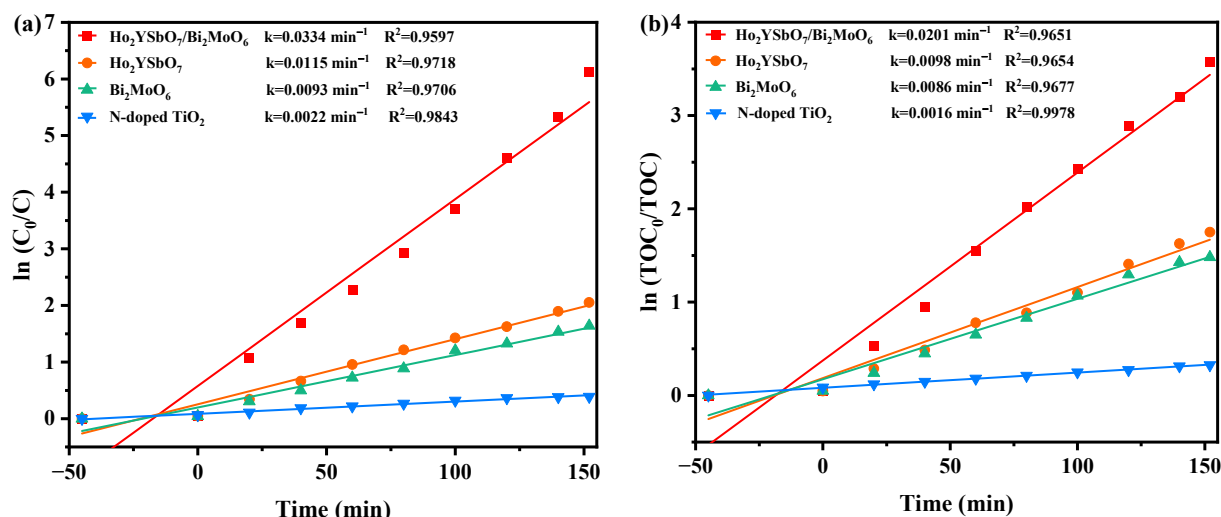 (a)
7
6
5
4
3
2
1
0
ln (C₀/C)
Ho₂YSbO₇/Bi₂MoO₆ k=0.0334 min⁻¹ R²=0.9597
Ho₂YSbO₇ k=0.0115 min⁻¹ R²=0.9718
Bi₂MoO₆ k=0.0093 min⁻¹ R²=0.9706
N-doped TiO₂ k=0.0022 min⁻¹ R²=0.9843
−50 0 50 100 150
Time (min)
(b)
4
3
2
1
0
ln (TOC₀/TOC)
Ho₂YSbO₇/Bi₂MoO₆ k=0.0201 min⁻¹ R²=0.9651
Ho₂YSbO₇ k=0.0098 min⁻¹ R²=0.9654
Bi₂MoO₆ k=0.0086 min⁻¹ R²=0.9677
N-doped TiO₂ k=0.0016 min⁻¹ R²=0.9978
−50 0 50 100 150
Time (min)